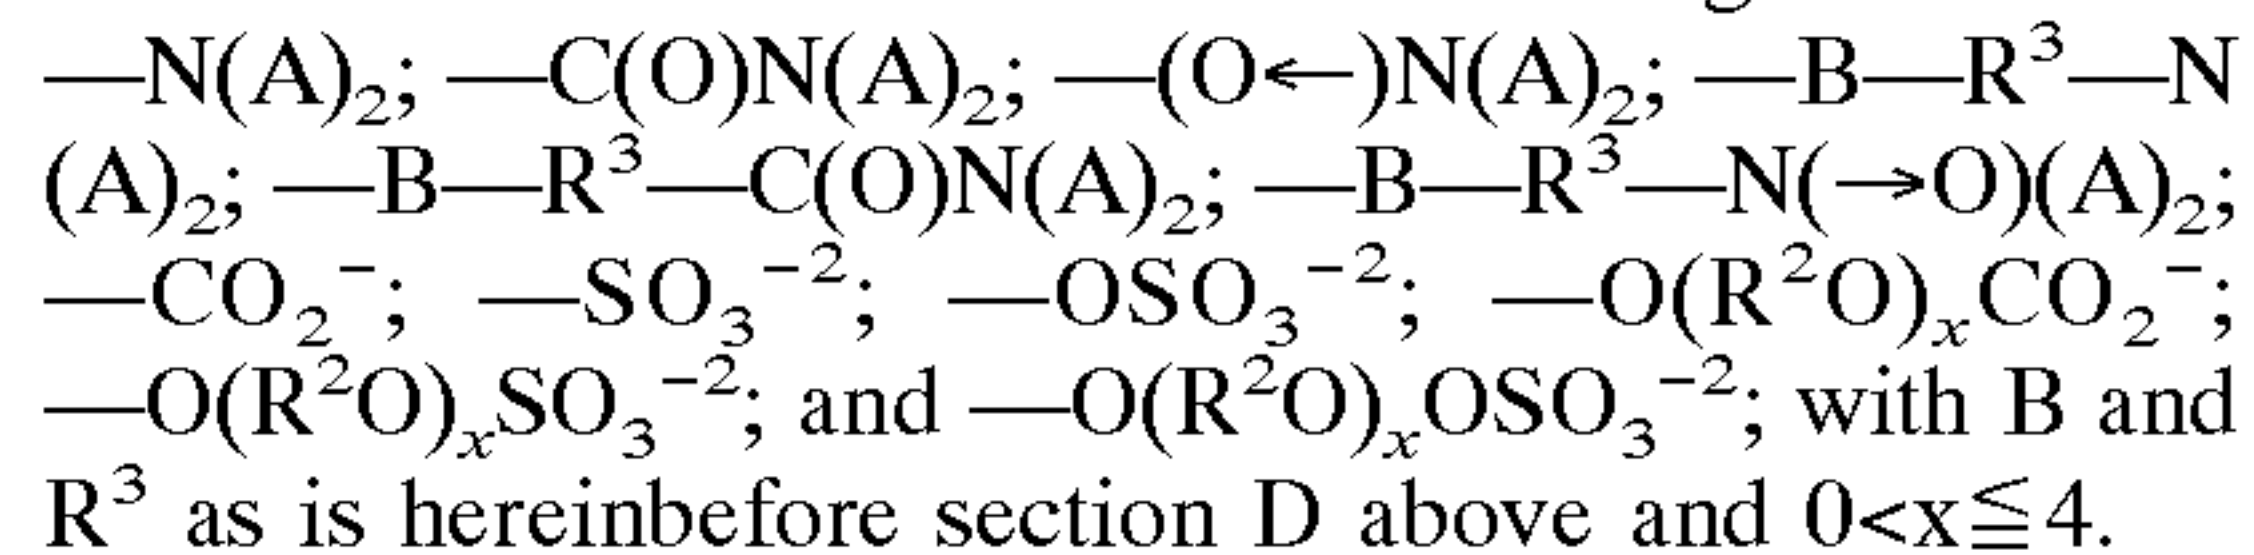 —N(A)₂; —C(O)N(A)₂; —(O←)N(A)₂; —B—R³—N
(A)₂; —B—R³—C(O)N(A)₂; —B—R³—N(→O)(A)₂;
—CO₂⁻; —SO₃⁻²; —OSO₃⁻²; —O(R²O)ₓCO₂⁻;
—O(R²O)ₓSO₃⁻²; and —O(R²O)ₓOSO₃⁻²; with B and
R³ as is hereinbefore section D above and 0<x≦4.